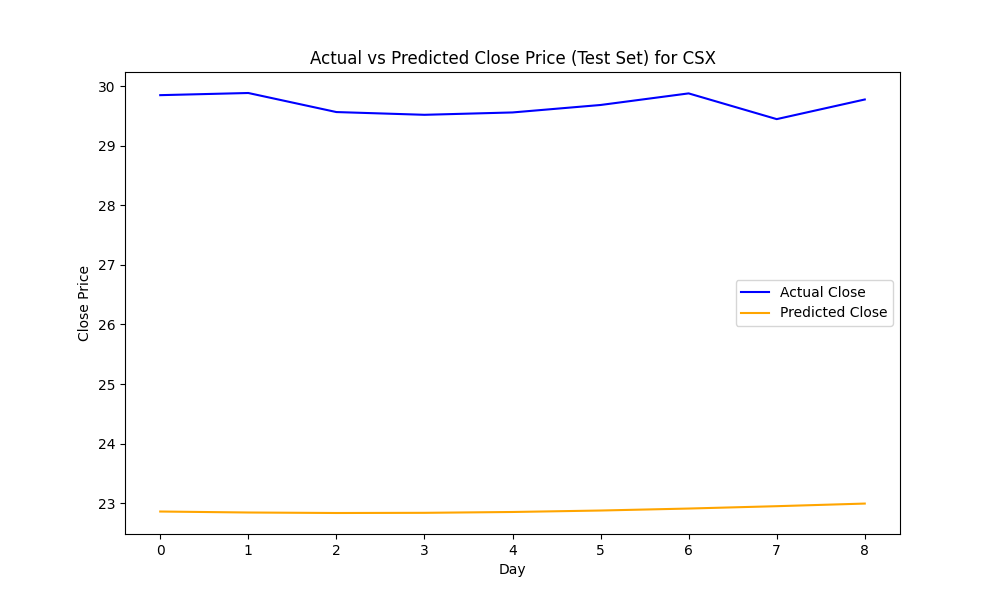 Actual vs Predicted Close Price (Test Set) for CSX
30
29
28
27
26
25
24
23
Close Price
Actual Close
Predicted Close
0 1 2 3 4 5 6 7 8
Day